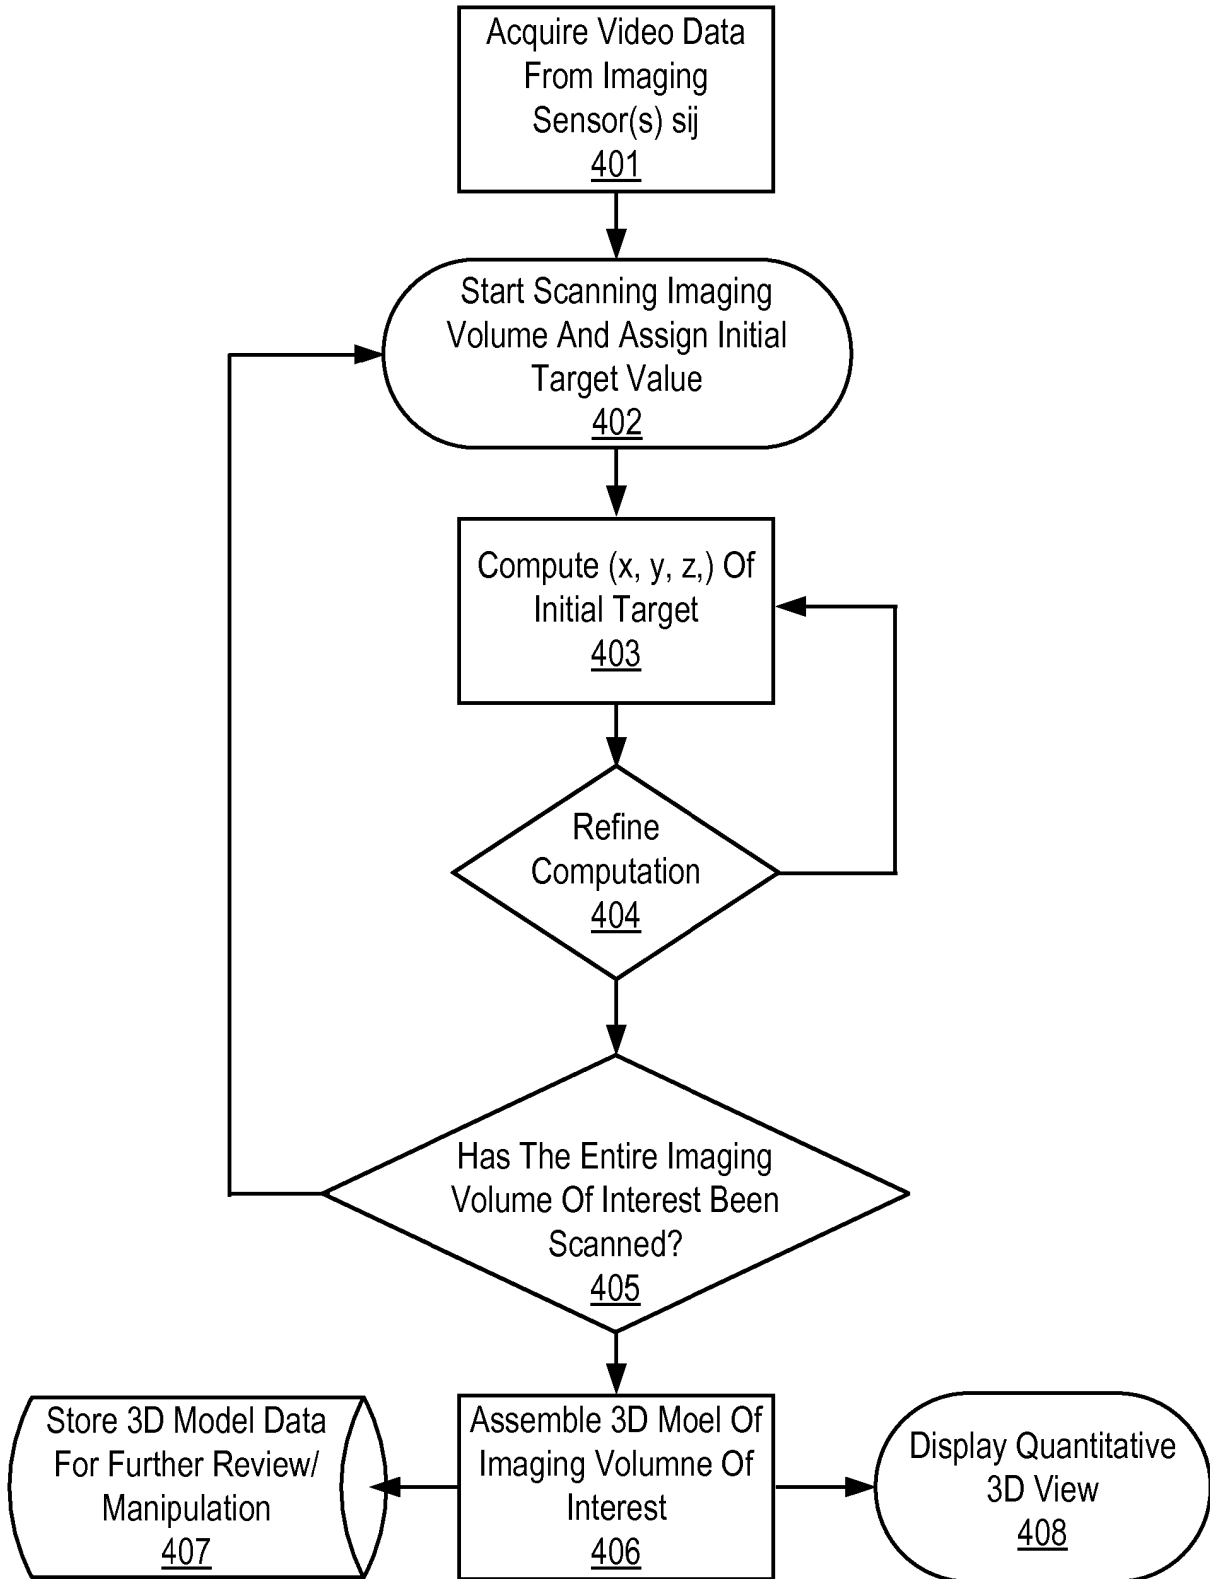 Acquire Video Data
From Imaging
Sensor(s) sij
401
Start Scanning Imaging
Volume And Assign Initial
Target Value
402
Compute (x, y, z,) Of
Initial Target
403
Refine
Computation
404
Has The Entire Imaging
Volume Of Interest Been
Scanned?
405
Store 3D Model Data
For Further Review/
Manipulation
407
Assemble 3D Moel Of
Imaging Volumne Of
Interest
406
Display Quantitative
3D View
408